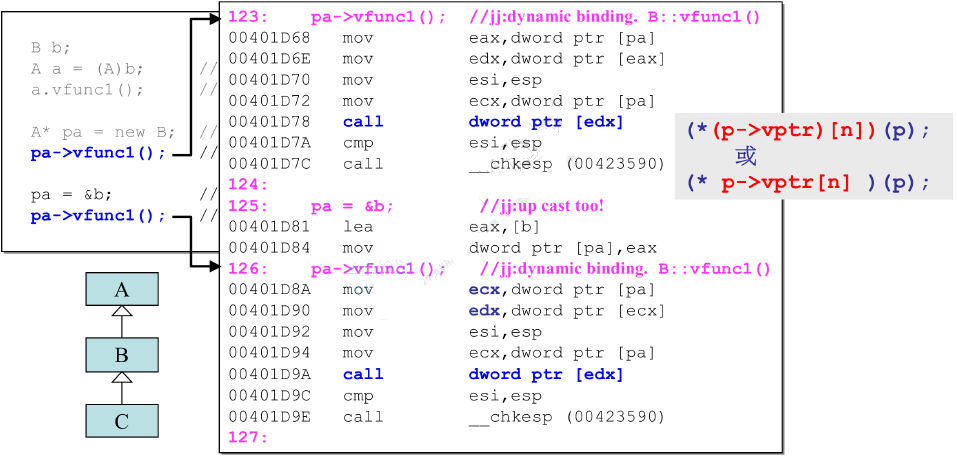 B b;
A a = (A)b; //
a.vfunc1(); //
A* pa = new B; //
pa->vfunc1(); //
pa = &b; //
pa->vfunc1(); //
A
B
C
123: pa->vfunc1(); //jj:dynamic binding. B::vfunc1()
00401D68 mov eax,dword ptr [pa]
00401D6E mov edx,dword ptr [eax]
00401D70 mov esi,esp
00401D72 mov ecx,dword ptr [pa]
00401D78 call dword ptr [edx]
00401D7A cmp esi,esp
00401D7C call __chkesp (00423590)
124:
125: pa = &b; //jj:up cast too!
00401D81 lea eax,[b]
00401D84 mov dword ptr [pa],eax
126: pa->vfunc1(); //jj:dynamic binding. B::vfunc1()
00401D8A mov ecx,dword ptr [pa]
00401D90 mov edx,dword ptr [ecx]
00401D92 mov esi,esp
00401D94 mov ecx,dword ptr [pa]
00401D9A call dword ptr [edx]
00401D9C cmp esi,esp
00401D9E call __chkesp (00423590)
127:
(*(p->vptr)[n])(p);
或
(* p->vptr[n] )(p);